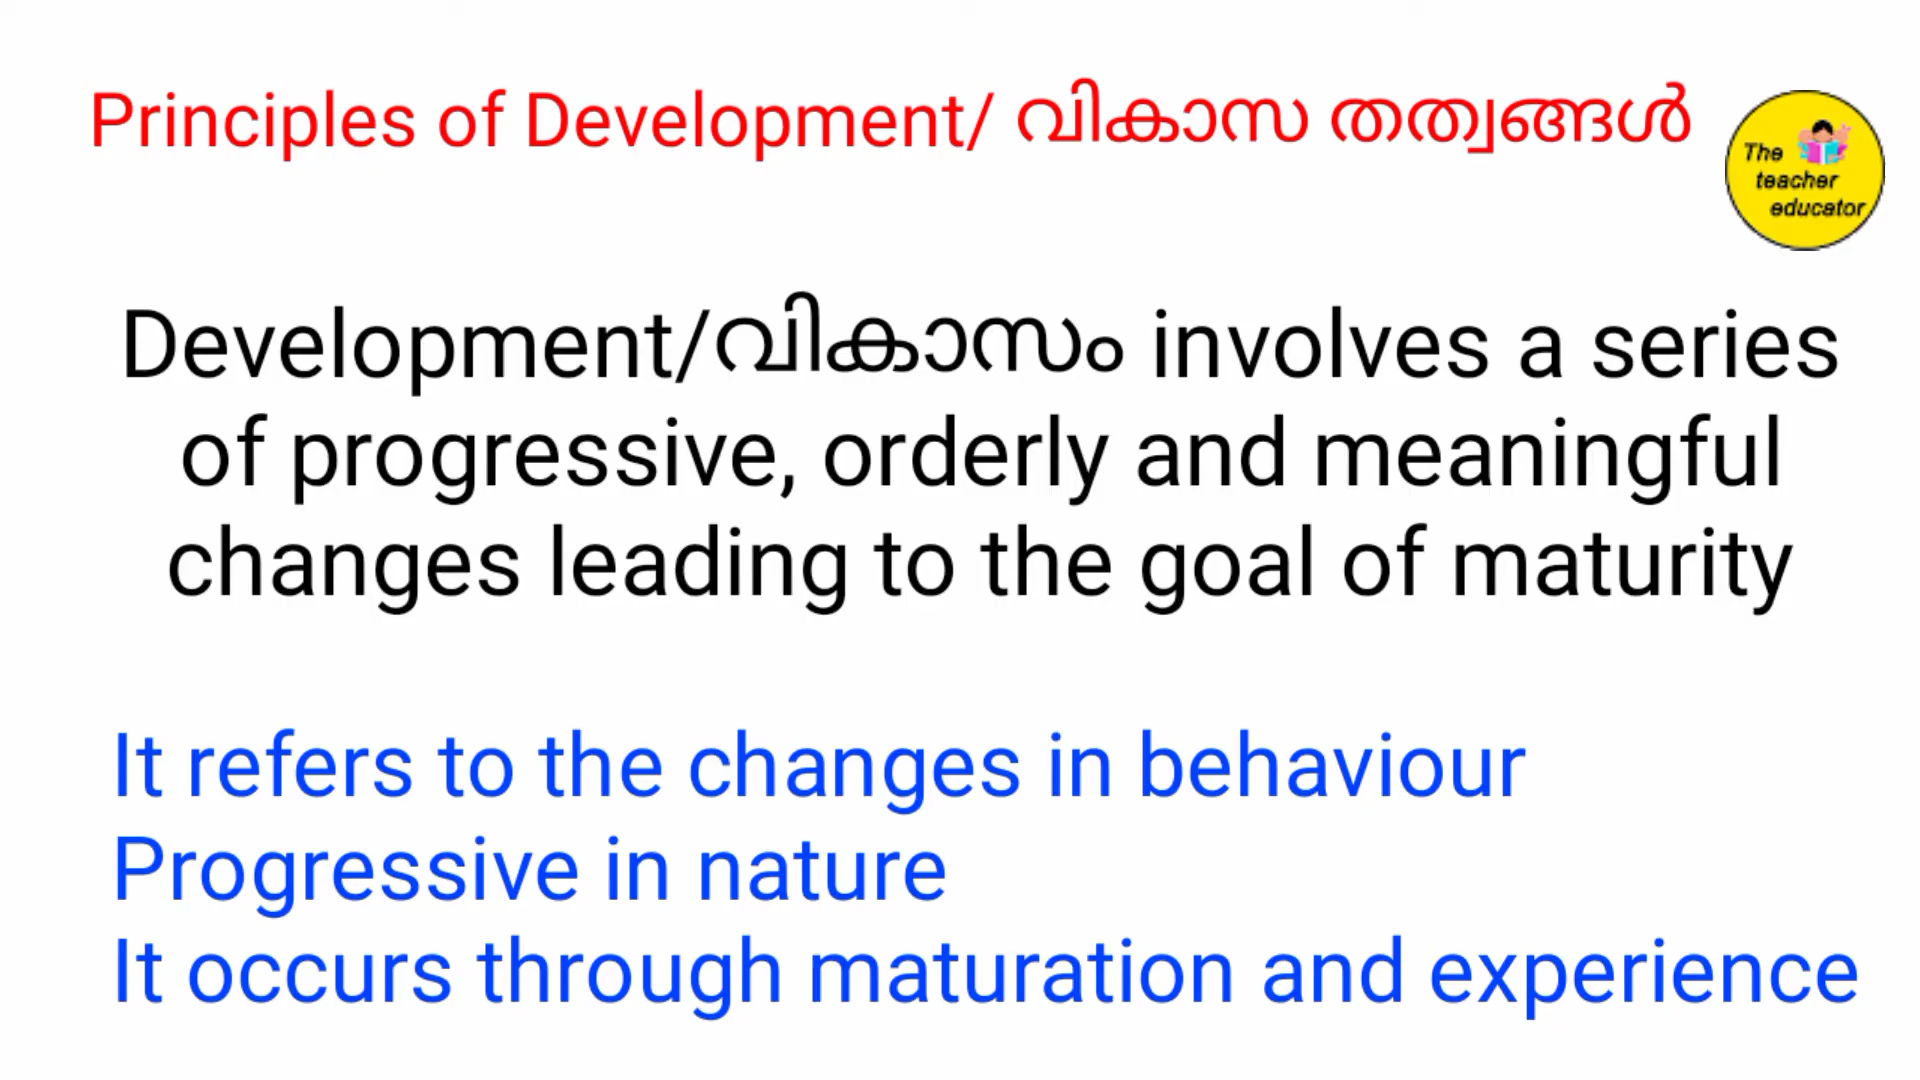 Principles of Development/ വികാസ തത്വങ്ങൾ
The
teacher
educator
Development/വികാസം involves a series
of progressive, orderly and meaningful
changes leading to the goal of maturity
It refers to the changes in behaviour
Progressive in nature
It occurs through maturation and experience